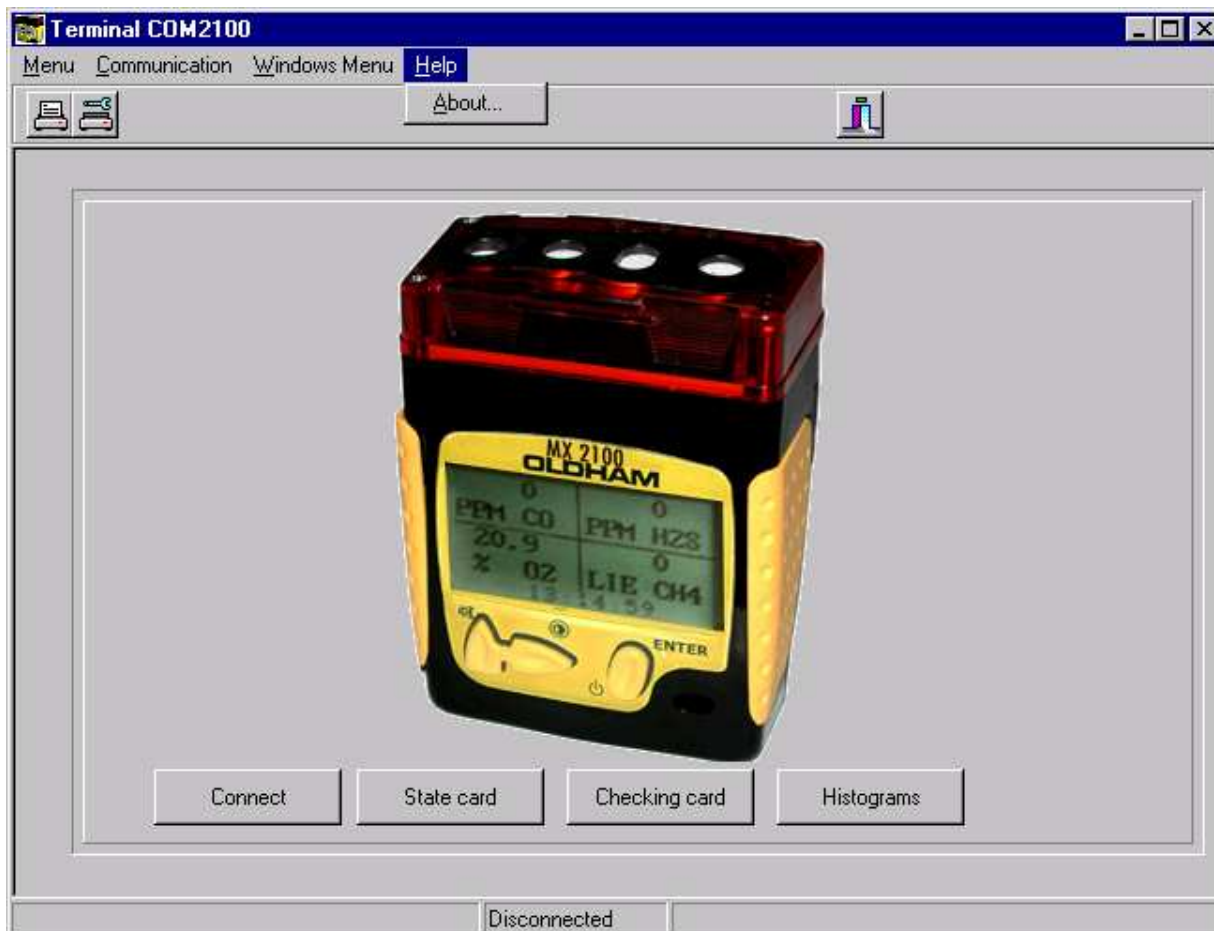 Terminal COM2100
Menu Communication Windows Menu Help
About...
MX 2100
OLDHAM
0 0
PPM CO PPM H2S
20.9 0
% O2 LIE CH4
ENTER
Connect State card Checking card Histograms
Disconnected